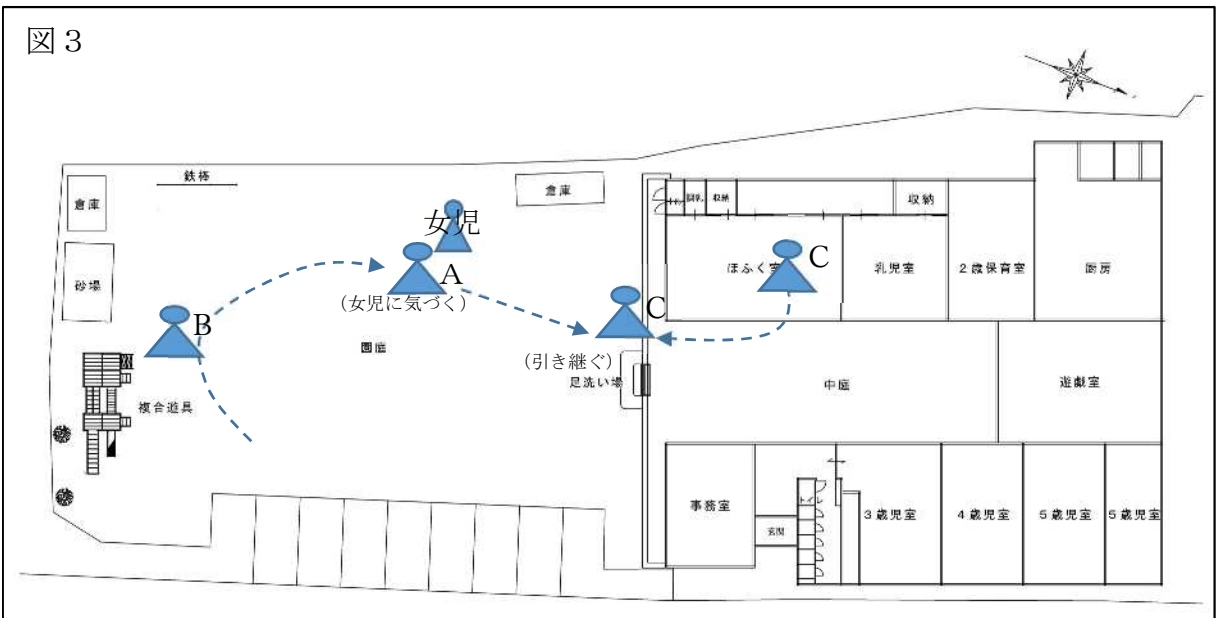 図３
鉄棒
倉庫
倉庫
収納
収納
女児
砂場
A
(女児に気づく)
ほふく室
C
乳児室
２歳保育室
厨房
B
C
園庭
(引き継ぐ)
足洗い場
中庭
遊戯室
複合遊具
事務室
トイレ
玄関
３歳児室
４歳児室
５歳児室
５歳児室